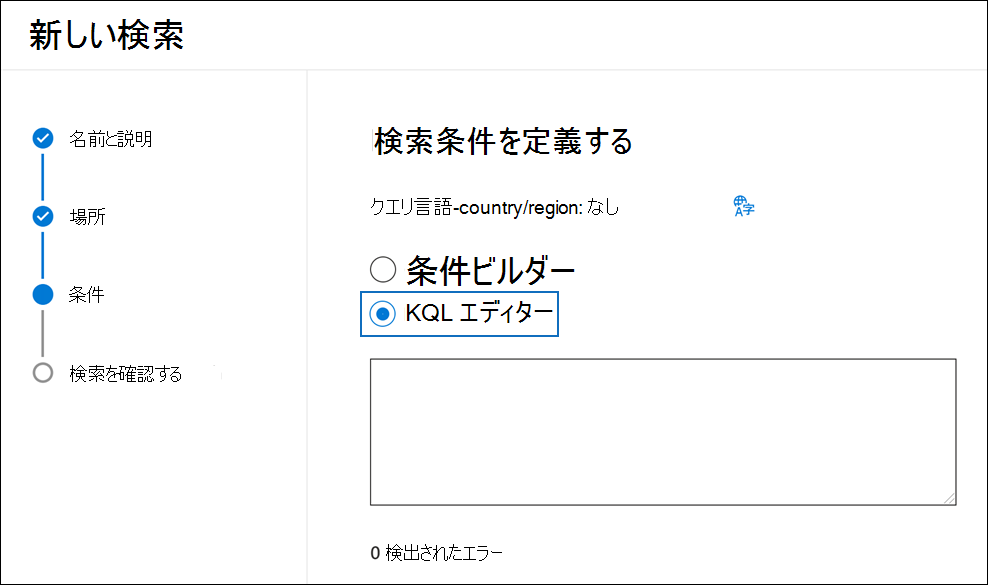 新しい検索
名前と説明
場所
条件
検索を確認する
検索条件を定義する
クエリ言語-country/region: なし
条件ビルダー
KQL エディター
0 検出されたエラー